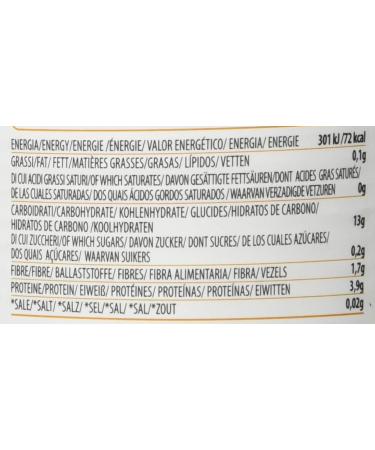 ENERGIA/ENERGY/ENERGIE /ÉNERGIE/ VALOR ENERGÉTICO/ ENERGIA/ ENERGIE 301 kJ /72 kcal
GRASSI/FAT/ FETT/MATIÈRES GRASSES/GRASAS/ LÍPIDOS/ VETTEN 0,1g
DI CUI ACIDI GRASSI SATURI/OF WHICH SATURATES/ DAVON GESÄTTIGTE FETTSÄUREN/DONT ACIDES GRAS SATURÉS/
DE LAS CUALES SATURADAS/ DOS QUAIS ÁCIDOS GORDOS SATURADOS/ WAARVAN VERZADIGDE VETZUREN 0g
CARBOIDRATI/CARBOHYDRATE/ KOHLENHYDRATE/ GLUCIDES/HIDRATOS DE CARBONO/
HIDRATOS DE CARBONO /KOOLHYDRATEN 13g
DI CUI ZUCCHERI/OF WHICH SUGARS/ DAVON ZUCKER/ DONT SUCRES/ DE LOS CUALES AZÚCARES/
DOS QUAIS AÇUCARES/ WAARVAN SUIKERS 0,2g
FIBRE/FIBRE/ BALLASTSTOFFE/ FIBRES/ FIBRA ALIMENTARIA/ FIBRA/ VEZELS 1,7g
PROTEINE/PROTEIN/ EIWEIß/ PROTÉINES/ PROTEÍNAS/ PROTEÍNAS/ EIWITTEN 3,9g
*SALE/*SALT/ *SALZ/ *SEL/*SAL/ *SAL/*ZOUT 0,02g